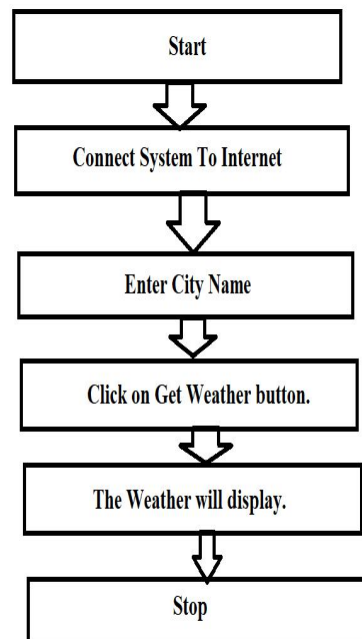 Start
Connect System To Internet
Enter City Name
Click on Get Weather button.
The Weather will display.
Stop